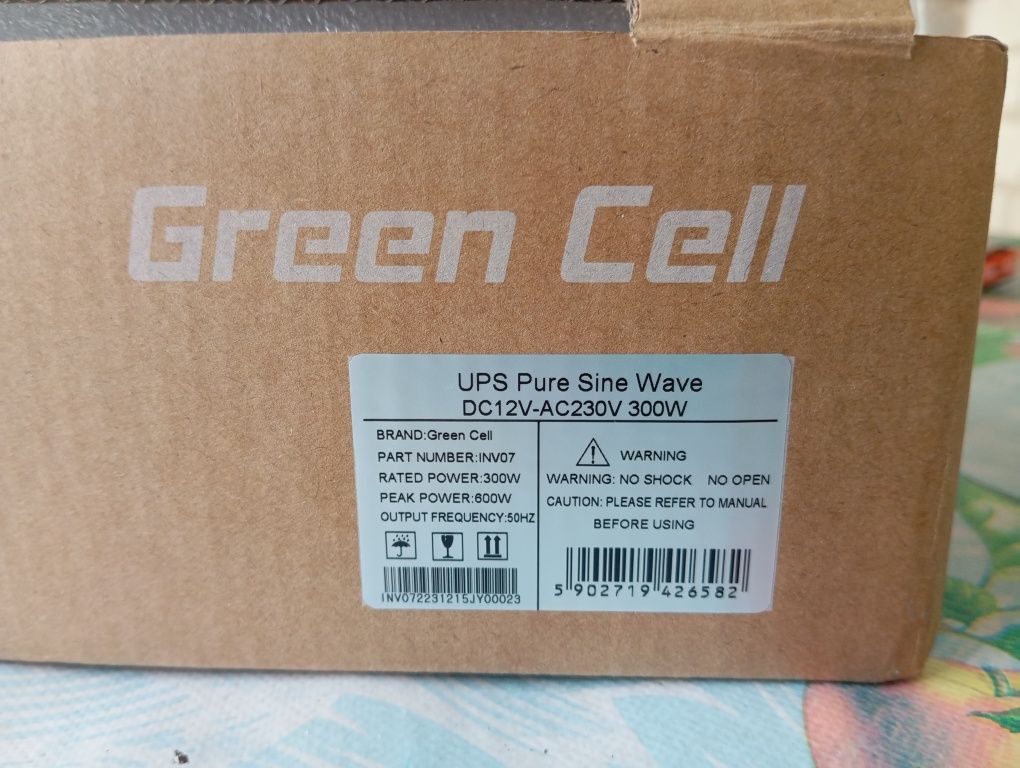 Green Cell
UPS Pure Sine Wave
DC12V-AC230V 300W
BRAND:Green Cell
PART NUMBER:INV07
RATED POWER:300W
PEAK POWER:600W
OUTPUT FREQUENCY:50HZ
INV072231215JY00023
WARNING
WARNING: NO SHOCK NO OPEN
CAUTION: PLEASE REFER TO MANUAL
BEFORE USING
5 902719 426582